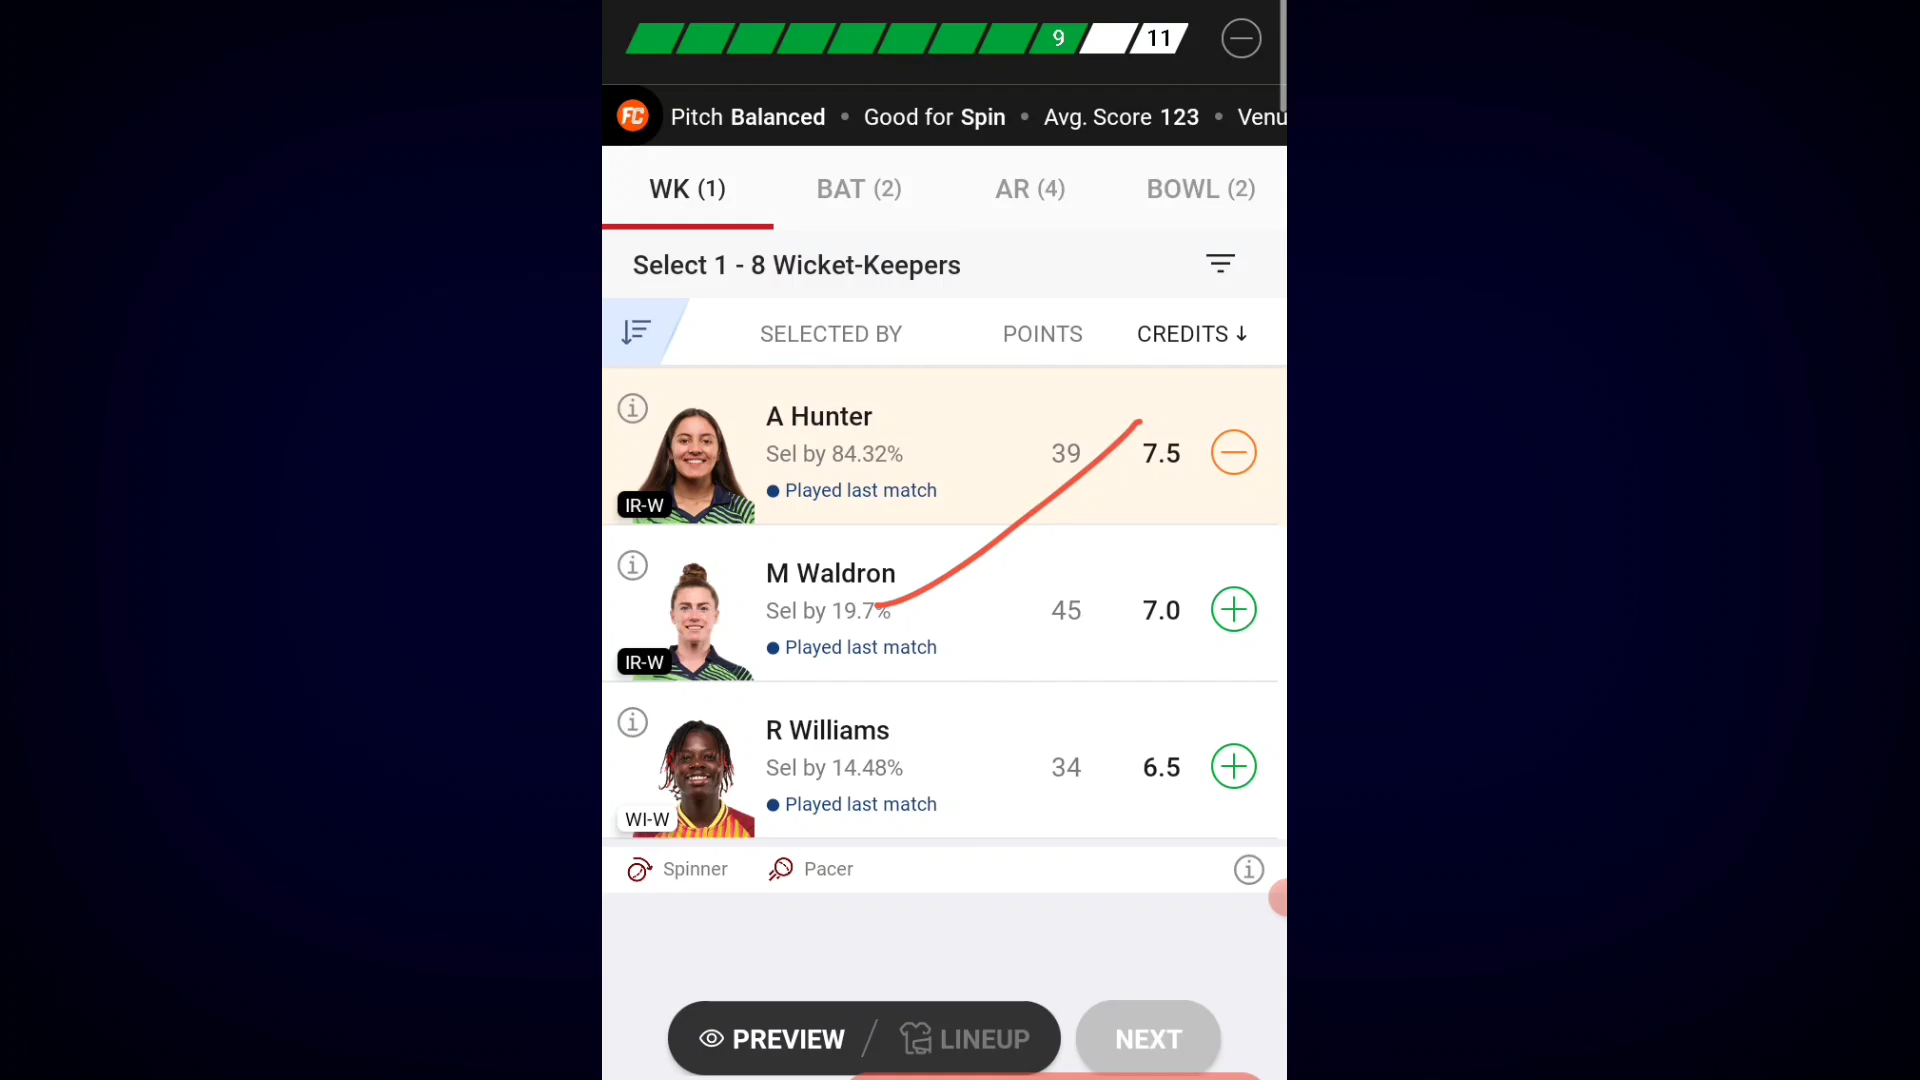 9 11
FC Pitch Balanced • Good for Spin • Avg. Score 123 • Venu
WK (1) BAT (2) AR (4) BOWL (2)
Select 1 - 8 Wicket-Keepers
SELECTED BY POINTS CREDITS ↓
A Hunter
Sel by 84.32% 39 7.5
Played last match
IR-W
M Waldron
Sel by 19.7% 45 7.0
Played last match
IR-W
R Williams
Sel by 14.48% 34 6.5
Played last match
WI-W
Spinner Pacer
PREVIEW / LINEUP NEXT